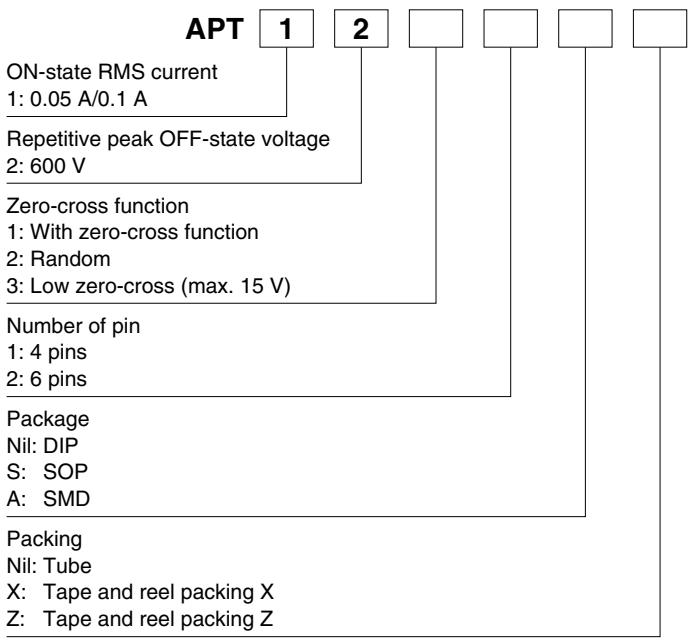 APT 1 2
ON-state RMS current
1: 0.05 A/0.1 A
Repetitive peak OFF-state voltage
2: 600 V
Zero-cross function
1: With zero-cross function
2: Random
3: Low zero-cross (max. 15 V)
Number of pin
1: 4 pins
2: 6 pins
Package
Nil: DIP
S: SOP
A: SMD
Packing
Nil: Tube
X: Tape and reel packing X
Z: Tape and reel packing Z